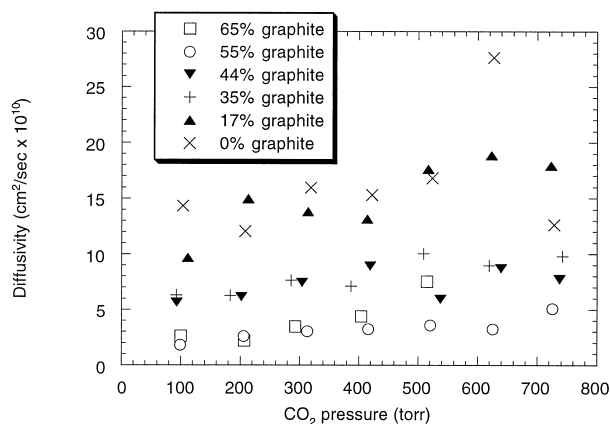 65% graphite
55% graphite
44% graphite
35% graphite
17% graphite
0% graphite
Diffusivity (cm²/sec x 10¹⁰)
30
25
20
15
10
5
0
0 100 200 300 400 500 600 700 800
CO₂ pressure (torr)